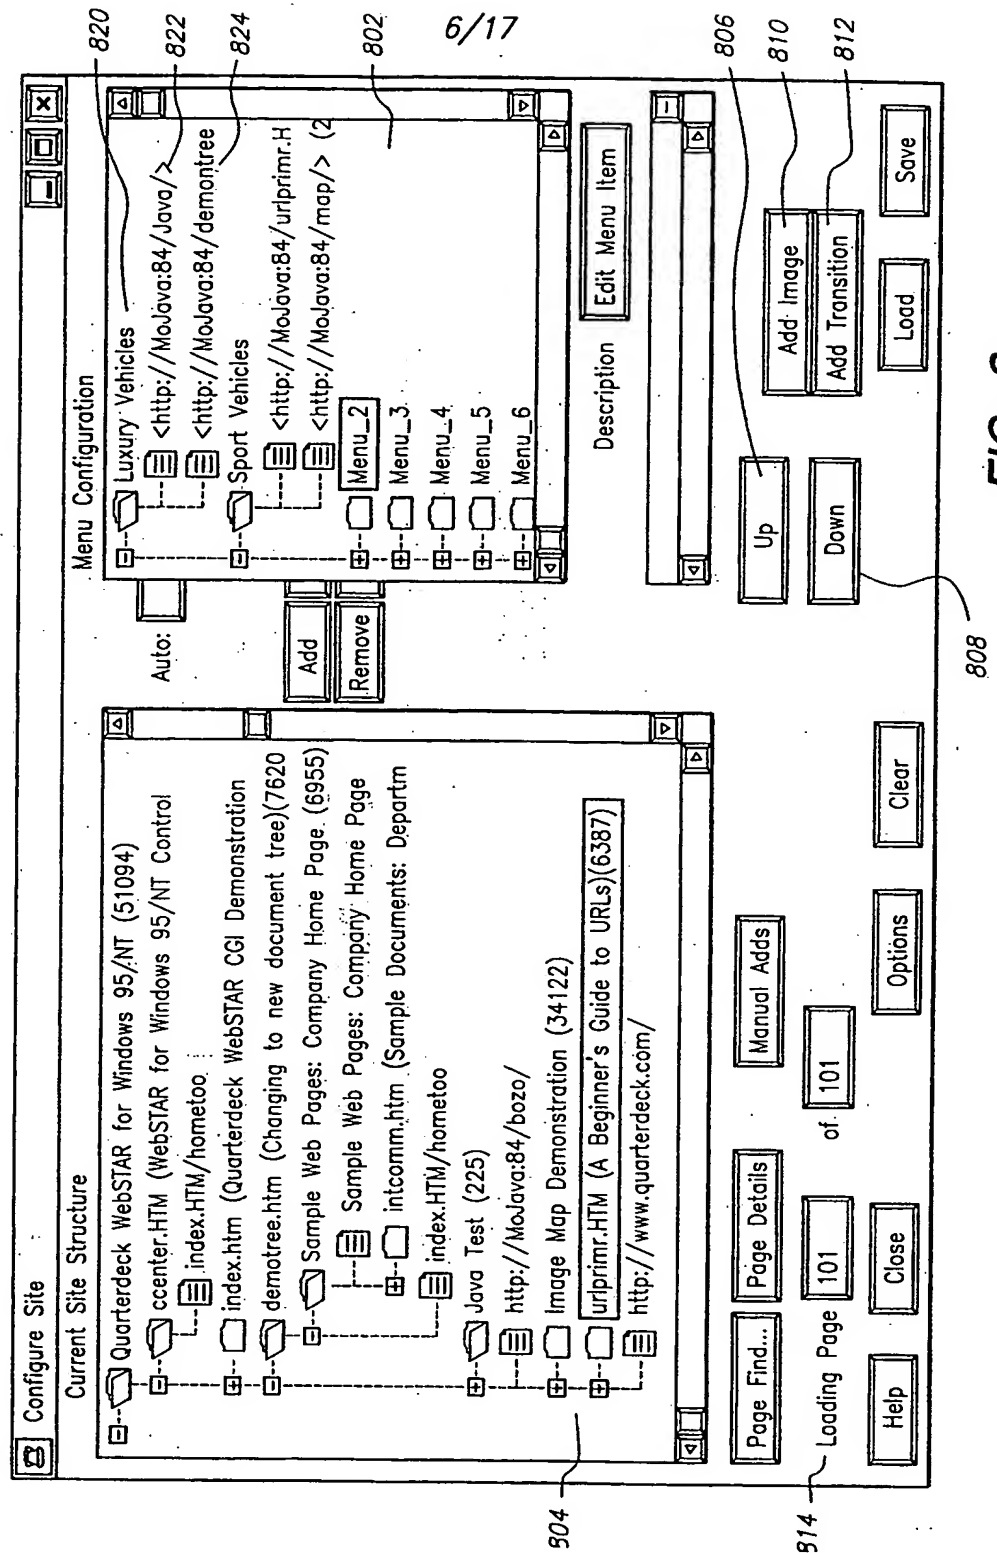 6/17
Configure Site
Current Site Structure
Quarterdeck WebSTAR for Windows 95/NT (51094)
ccenter.HTM (WebSTAR for Windows 95/NT Control
index.HTM/hometoo
index.htm (Quarterdeck WebSTAR CGI Demonstration
demotree.htm (Changing to new document tree)(7620
Sample Web Pages: Company Home Page (6955)
Sample Web Pages: Company Home Page
intcomm.htm (Sample Documents: Departm
index.HTM/hometoo
Java Test (225)
http://MoJava:84/bozo/
Image Map Demonstration (34122)
urlprimr.HTM (A Beginner's Guide to URLs)(6387)
http://www.quarterdeck.com/
804
Auto:
Add
Remove
Menu Configuration
Luxury Vehicles
<http://MoJava:84/Java/>
<http://MoJava:84/demontree
Sport Vehicles
<http://MoJava:84/urlprimr.H
<http://MoJava:84/map/> (2
Menu_2
Menu_3
Menu_4
Menu_5
Menu_6
820
822
824
802
Description
Edit Menu Item
Page Find...
Page Details
Manual Adds
Up
Down
Add Image
Add Transition
806
810
812
808
814
Loading Page 101 of 101
Help
Close
Options
Clear
Load
Save